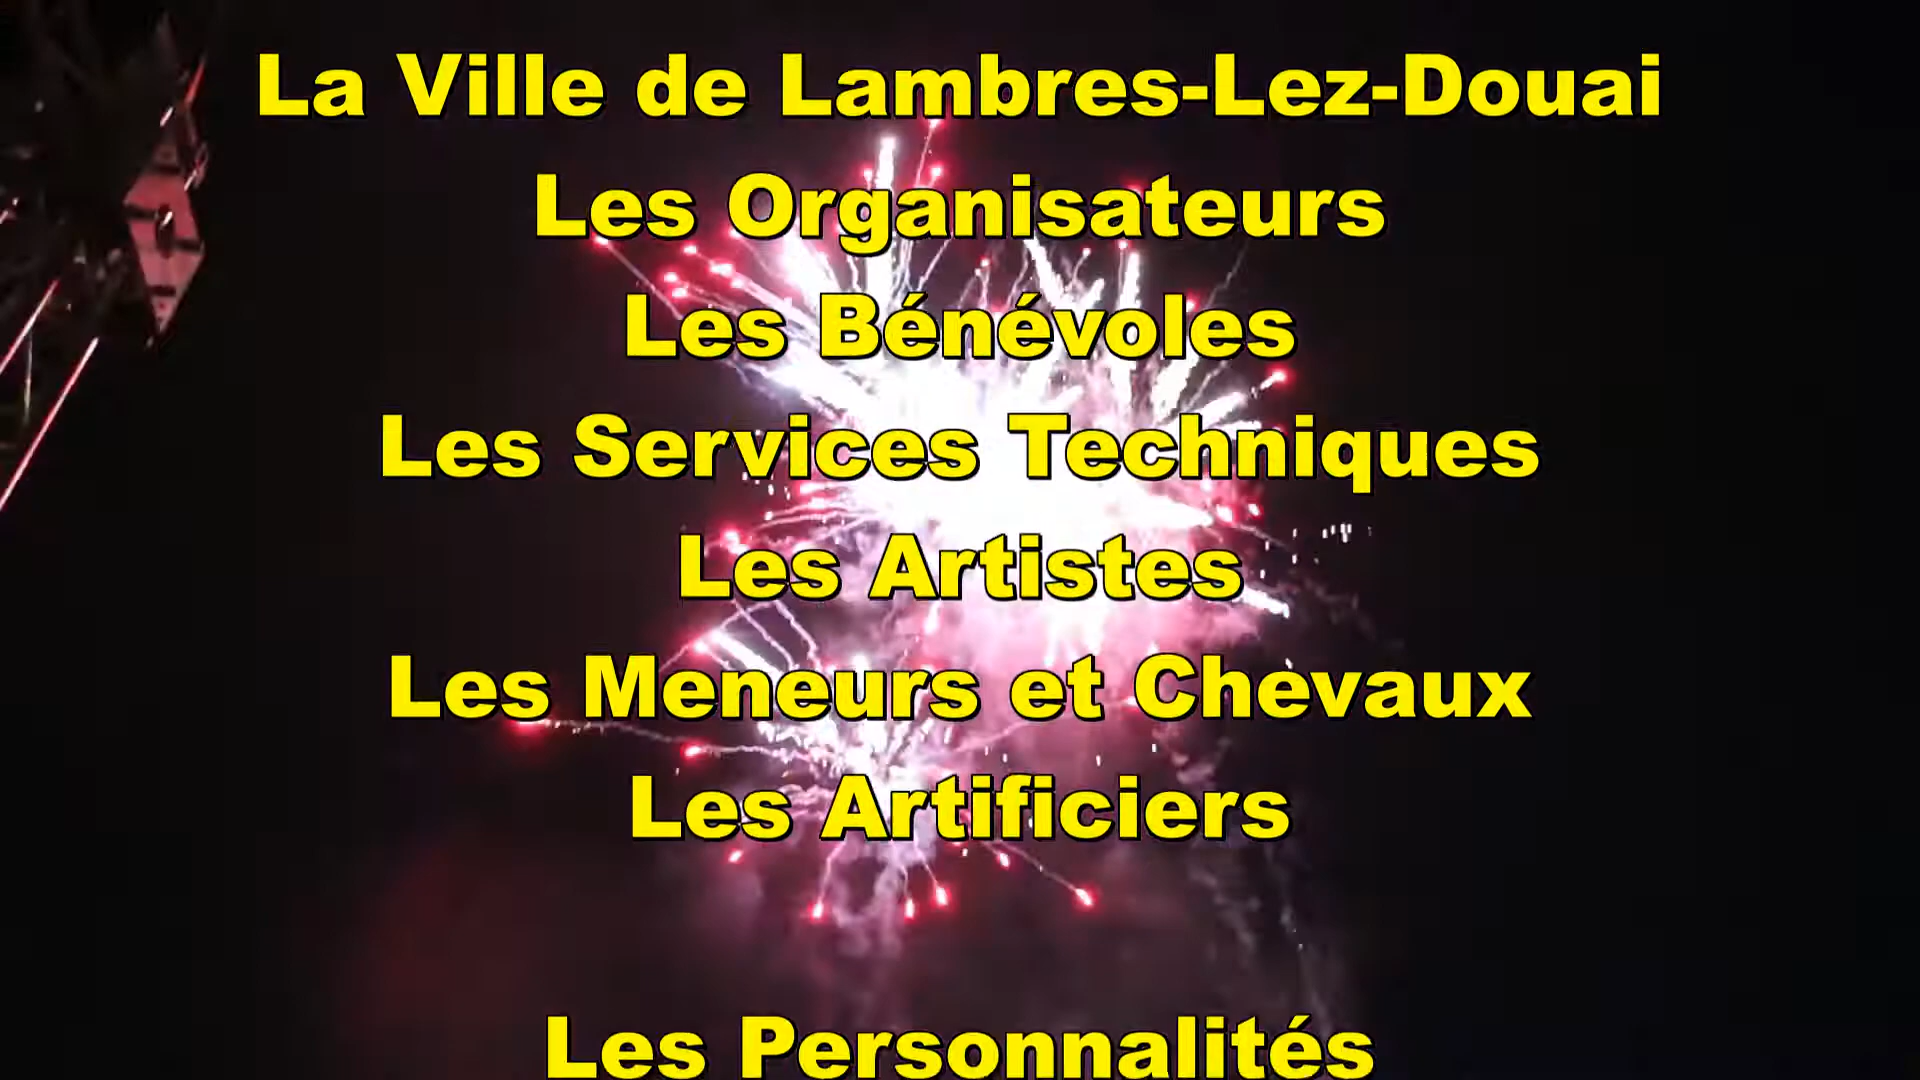 La Ville de Lambres-Lez-Douai
Les Organisateurs
Les Bénévoles
Les Services Techniques
Les Artistes
Les Meneurs et Chevaux
Les Artificiers
Les Personnalités